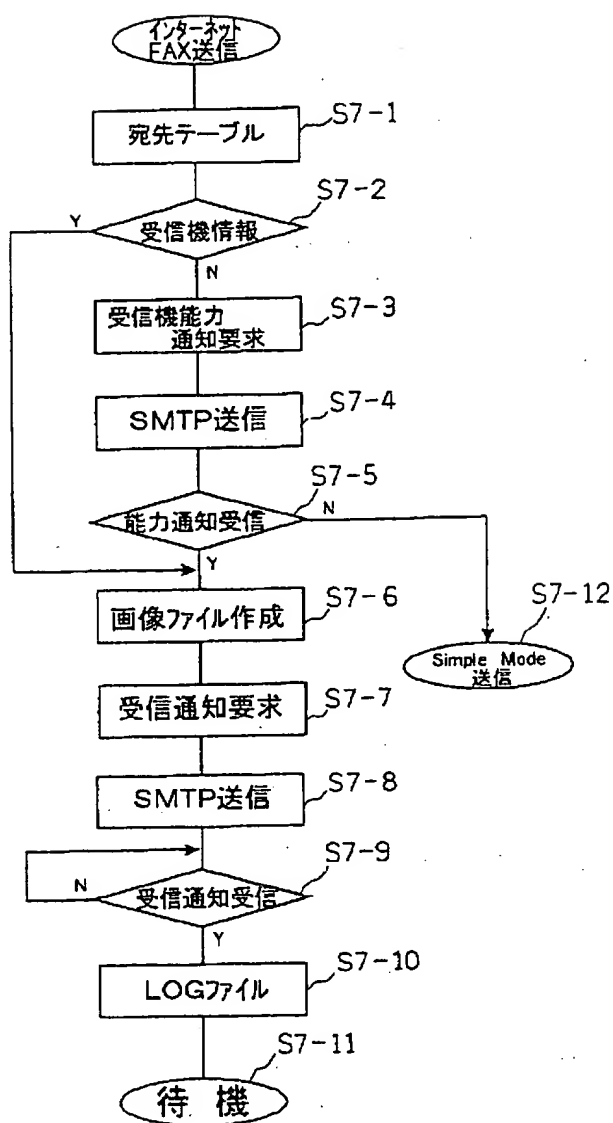 インターネット
FAX送信
宛先テーブル
S7-1
S7-2
Y
受信機情報
N
受信機能力
通知要求
S7-3
SMTP送信
S7-4
S7-5
能力通知受信
N
Y
画像ファイル作成
S7-6
S7-12
Simple Mode
送信
受信通知要求
S7-7
SMTP送信
S7-8
S7-9
N
受信通知受信
Y
LOGファイル
S7-10
S7-11
待機